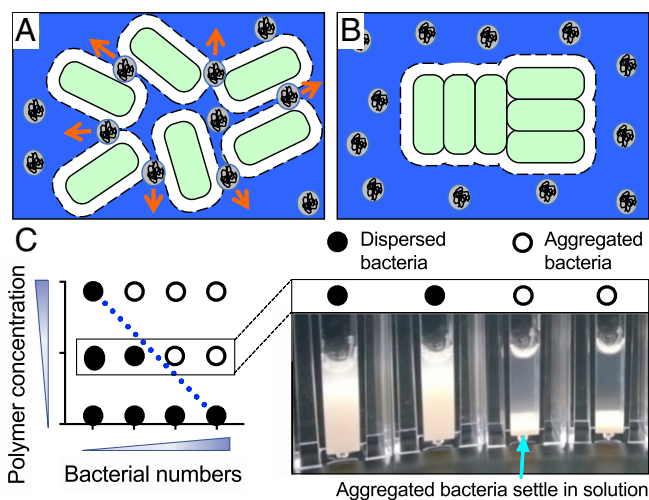 A
B
C
Dispersed
bacteria
Aggregated
bacteria
Polymer concentration
Bacterial numbers
Aggregated bacteria settle in solution